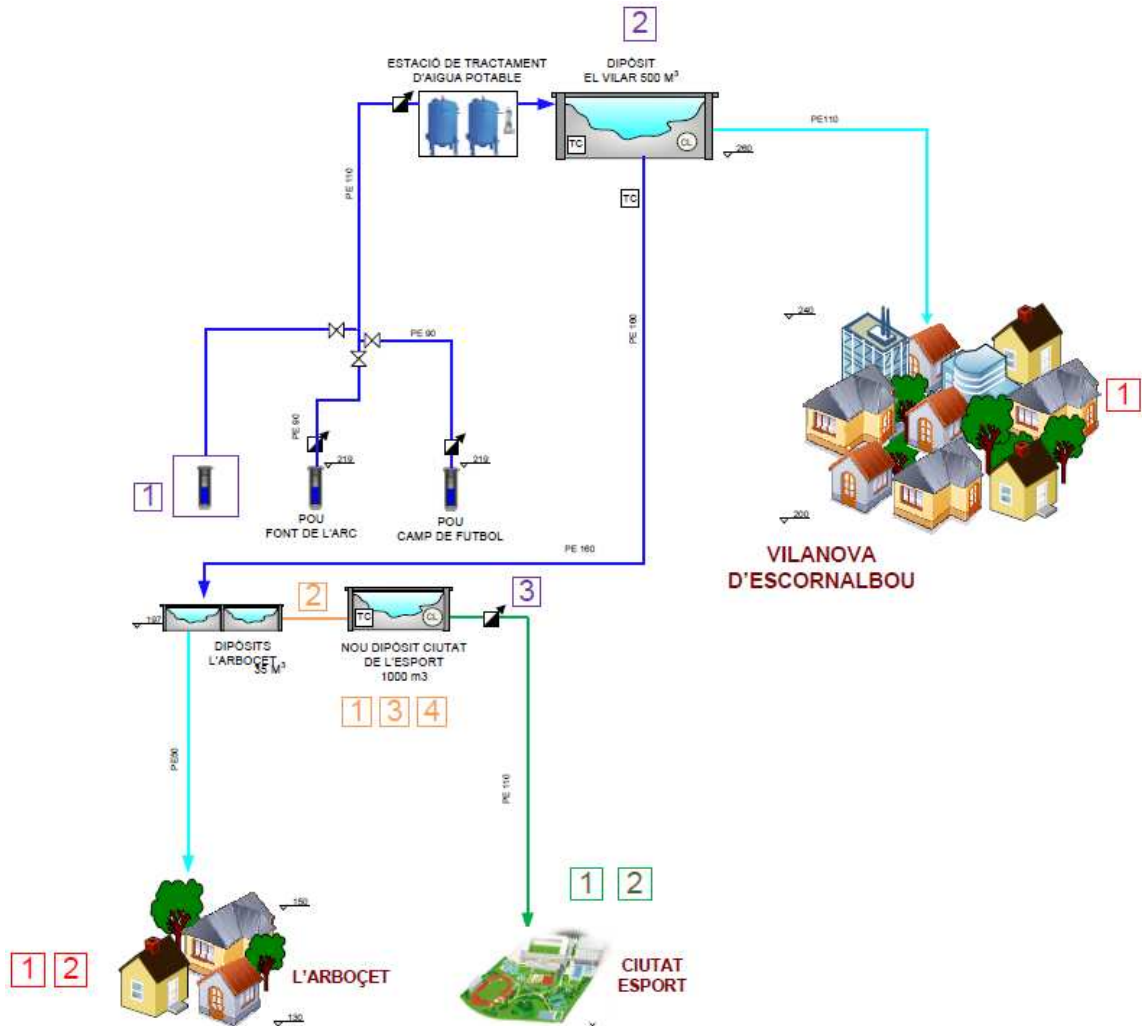 2
ESTACIÓ DE TRACTAMENT
D'AIGUA POTABLE
DIPÒSIT
EL VILAR 500 M³
PE110
TC
CL
260
PE 110
TC
PE 160
240
PE 90
1
PE 90
219
219
1
POU
FONT DE L'ARC
POU
CAMP DE FUTBOL
200
PE 160
VILANOVA
D'ESCORNALBOU
2
3
197
TC
CL
DIPÒSITS
L'ARBOÇET
35 M³
NOU DIPÒSIT CIUTAT
DE L'ESPORT
1000 m3
1 3 4
PE50
PE 110
1 2
150
1 2
L'ARBOÇET
CIUTAT
ESPORT
130